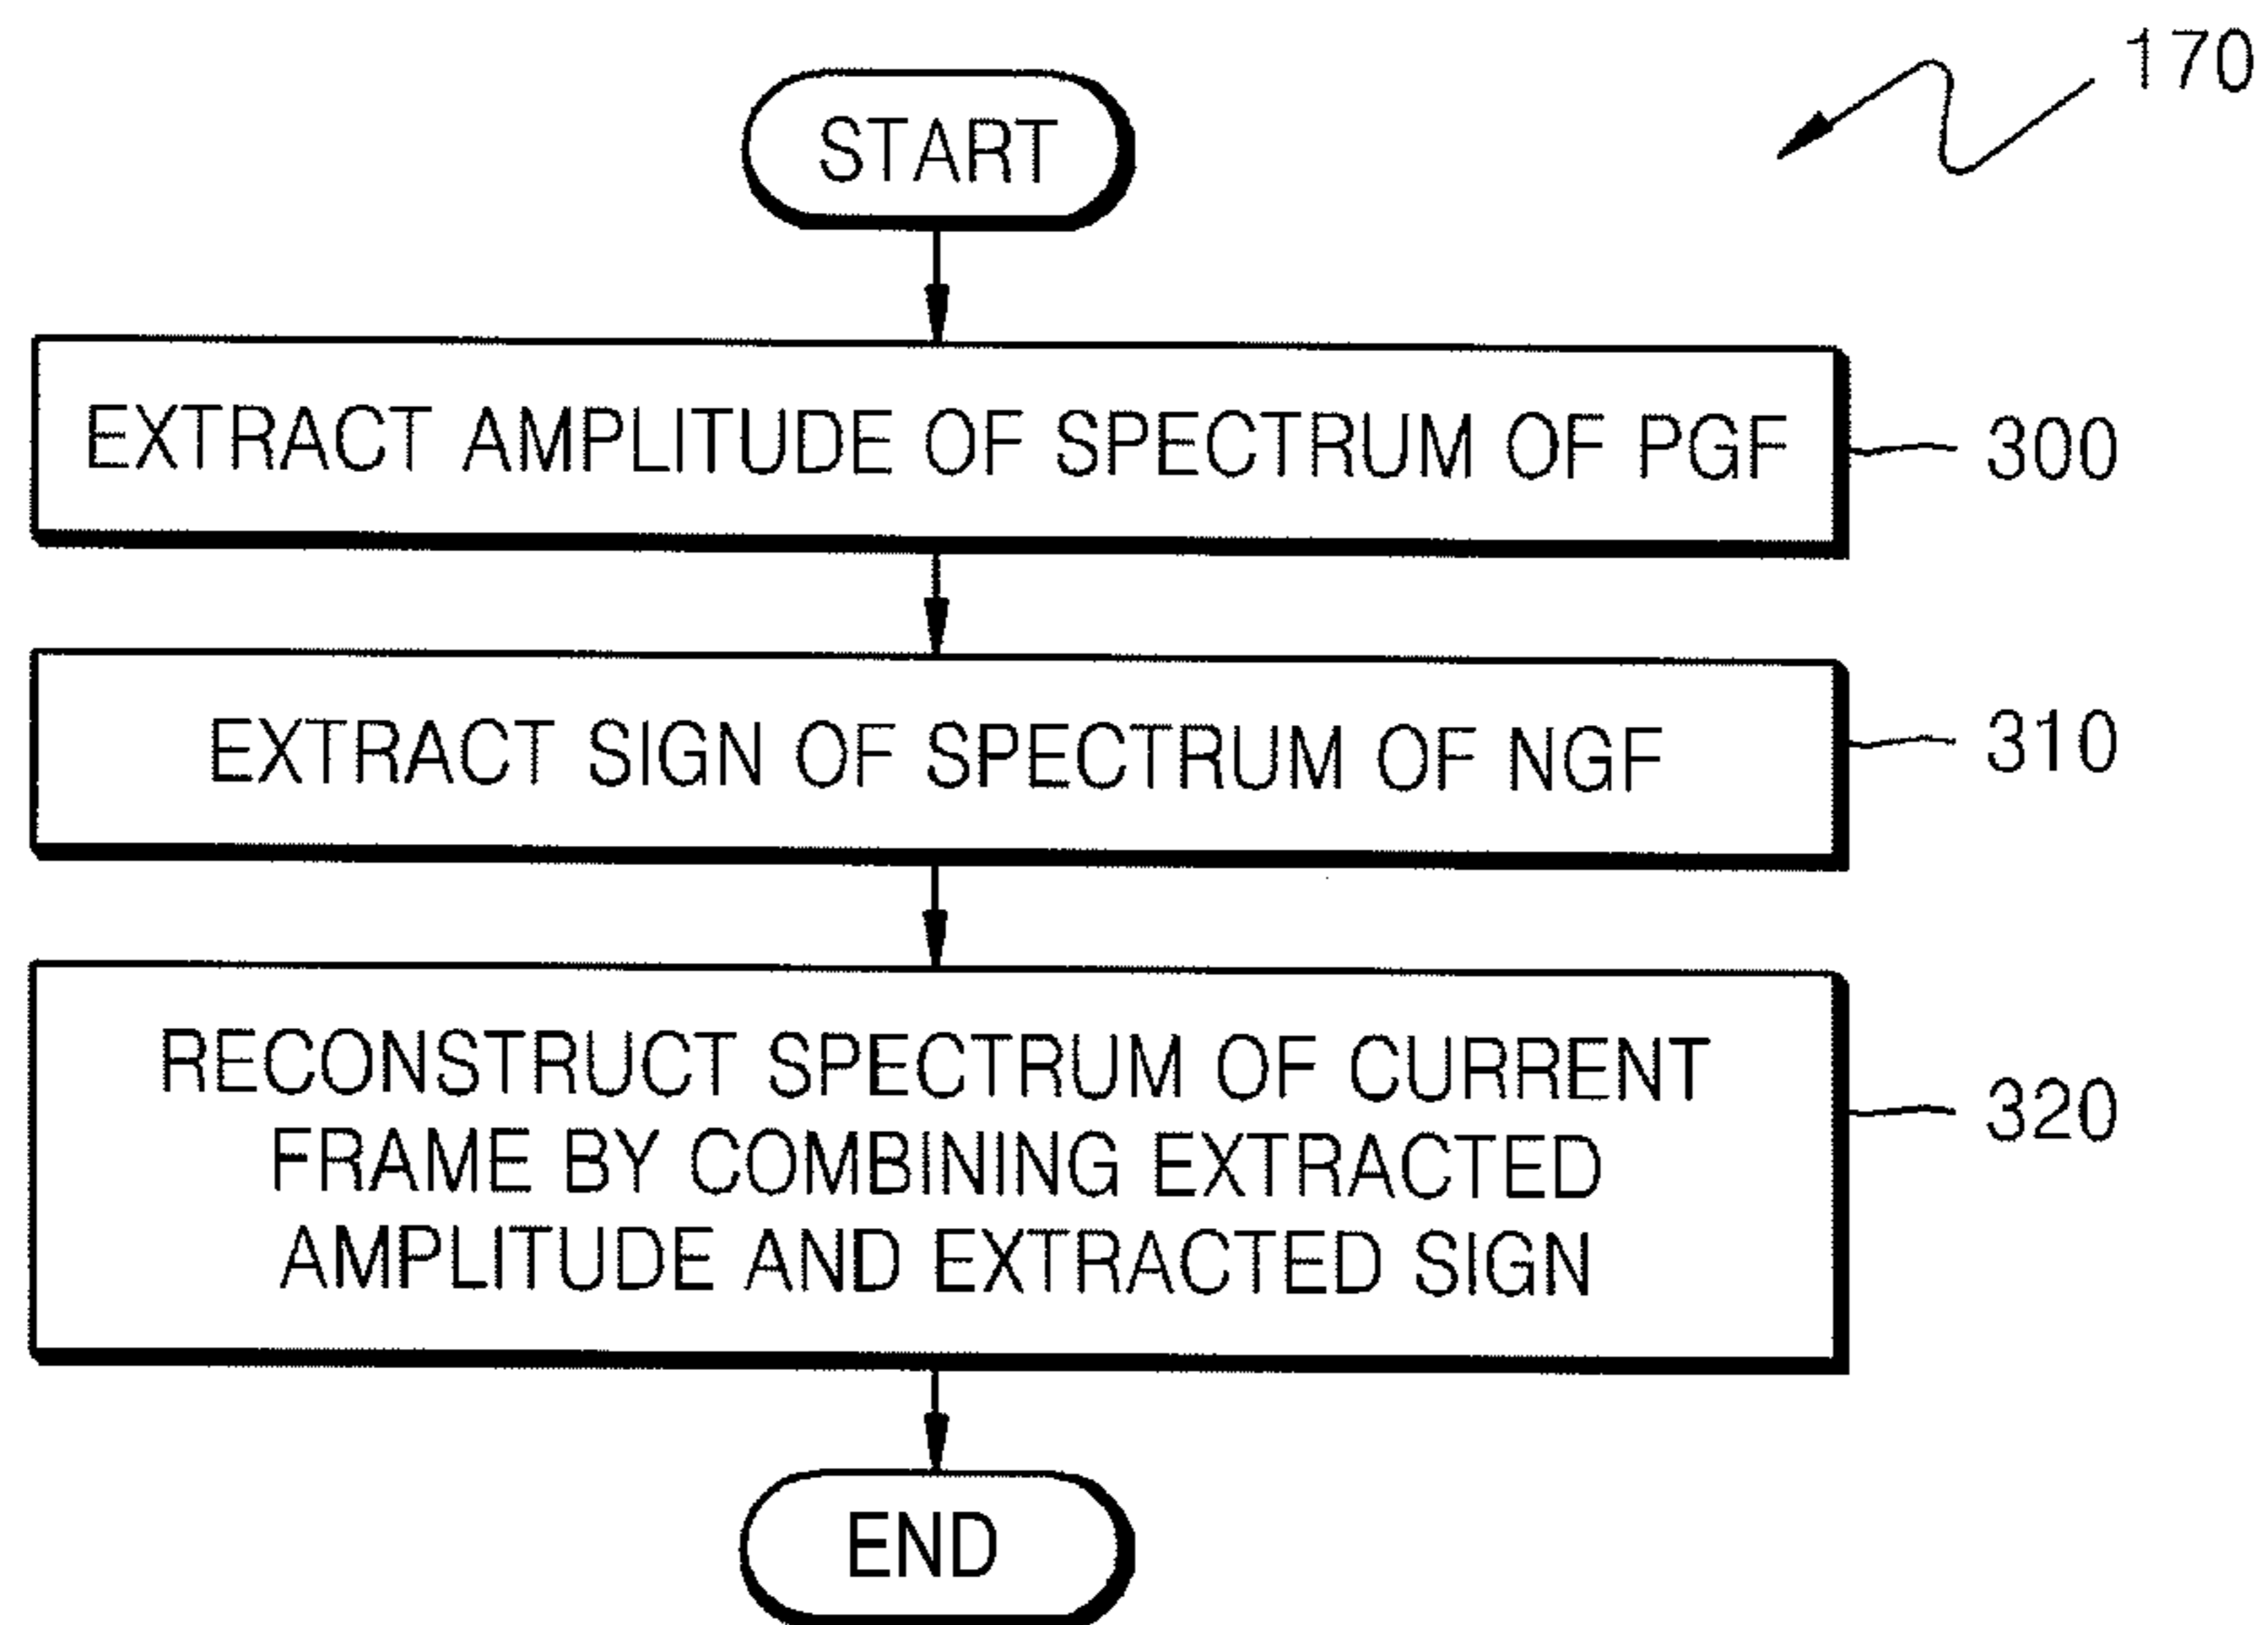 170
START
EXTRACT AMPLITUDE OF SPECTRUM OF PGF
300
EXTRACT SIGN OF SPECTRUM OF NGF
310
RECONSTRUCT SPECTRUM OF CURRENT
FRAME BY COMBINING EXTRACTED
AMPLITUDE AND EXTRACTED SIGN
320
END